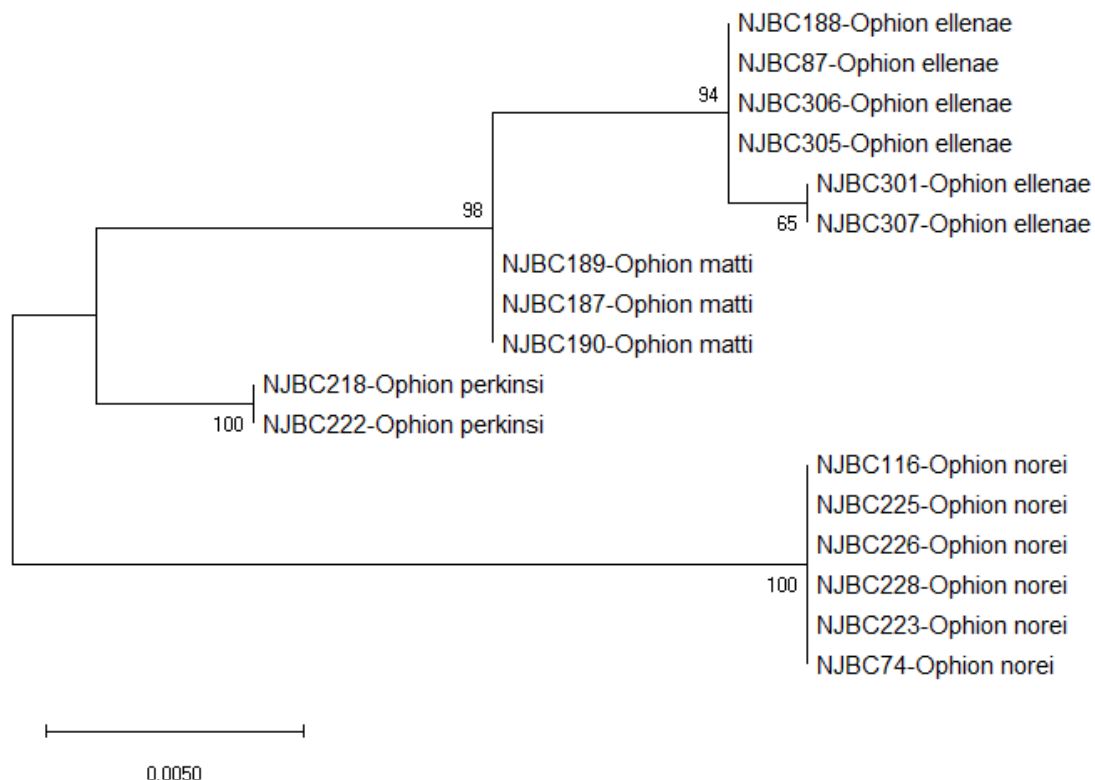 NJBC188-Ophion ellenae
NJBC87-Ophion ellenae
94
NJBC306-Ophion ellenae
NJBC305-Ophion ellenae
NJBC301-Ophion ellenae
98
65
NJBC307-Ophion ellenae
NJBC189-Ophion matti
NJBC187-Ophion matti
NJBC190-Ophion matti
NJBC218-Ophion perkinsi
100
NJBC222-Ophion perkinsi
NJBC116-Ophion norei
NJBC225-Ophion norei
NJBC226-Ophion norei
100
NJBC228-Ophion norei
NJBC223-Ophion norei
NJBC74-Ophion norei
0.0050